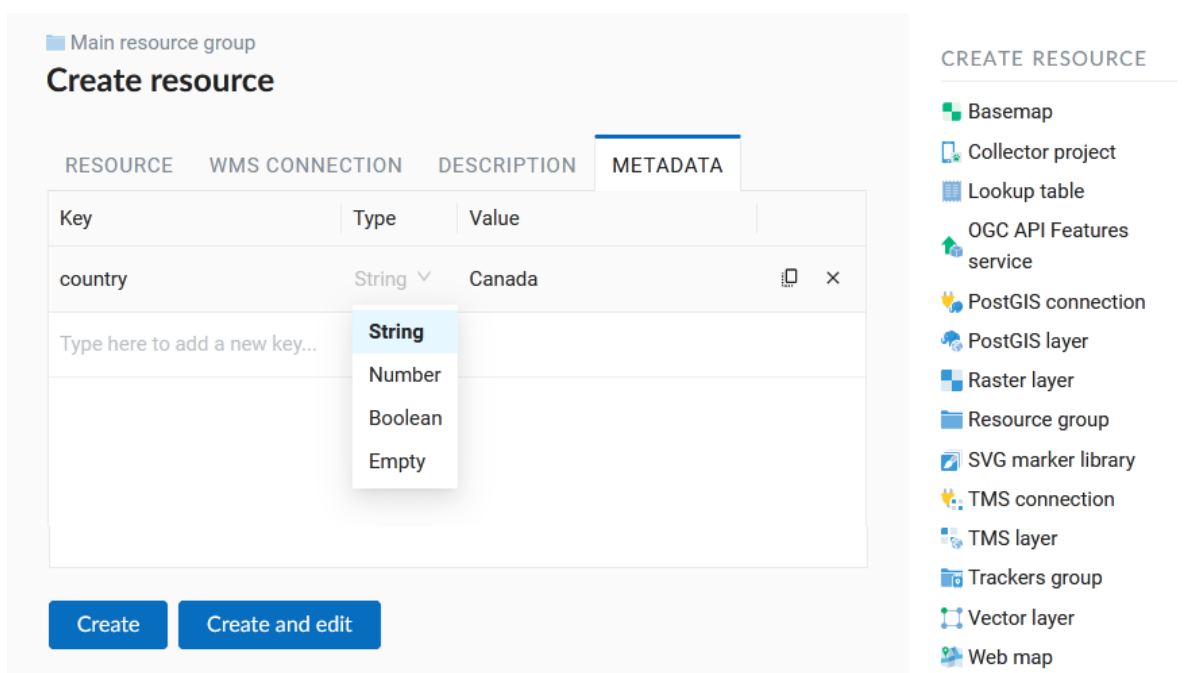 Main resource group
Create resource
RESOURCE WMS CONNECTION DESCRIPTION METADATA
Key Type Value
country String Canada
Type here to add a new key...
String
Number
Boolean
Empty
Create Create and edit
CREATE RESOURCE
Basemap
Collector project
Lookup table
OGC API Features
service
PostGIS connection
PostGIS layer
Raster layer
Resource group
SVG marker library
TMS connection
TMS layer
Trackers group
Vector layer
Web map